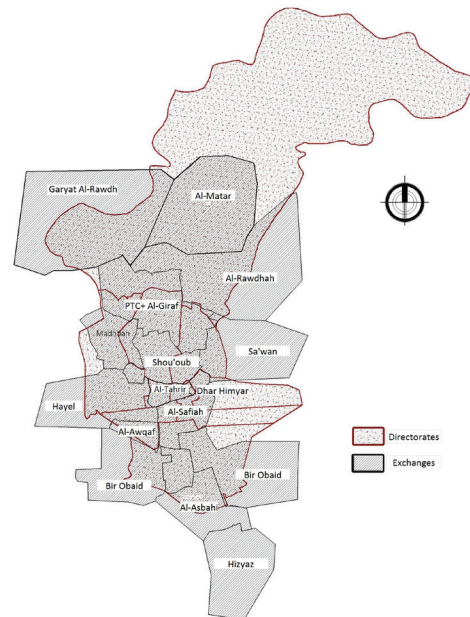 Garyat Al-Rawdh
Al-Matar
Al-Rawdhah
PTC+ Al-Giraf
Madhbah
Shou'oub
Sa'wan
Al-Tahrir
Dhar Himyar
Hayel
Al-Safiah
Al-Awqaf
Bir Obaid
Bir Obaid
Al-Asbahi
Hizyaz
Directorates
Exchanges